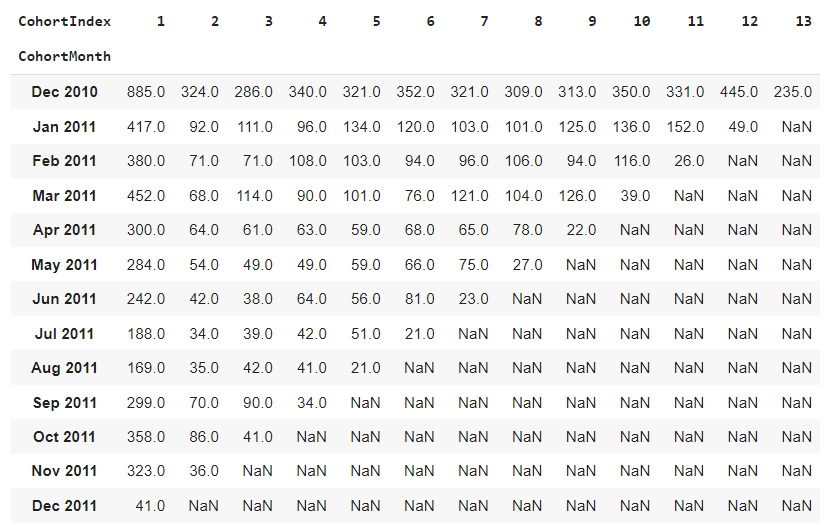 CohortIndex 1 2 3 4 5 6 7 8 9 10 11 12 13
CohortMonth
Dec 2010 885.0 324.0 286.0 340.0 321.0 352.0 321.0 309.0 313.0 350.0 331.0 445.0 235.0
Jan 2011 417.0 92.0 111.0 96.0 134.0 120.0 103.0 101.0 125.0 136.0 152.0 49.0 NaN
Feb 2011 380.0 71.0 71.0 108.0 103.0 94.0 96.0 106.0 94.0 116.0 26.0 NaN NaN
Mar 2011 452.0 68.0 114.0 90.0 101.0 76.0 121.0 104.0 126.0 39.0 NaN NaN NaN
Apr 2011 300.0 64.0 61.0 63.0 59.0 68.0 65.0 78.0 22.0 NaN NaN NaN NaN
May 2011 284.0 54.0 49.0 49.0 59.0 66.0 75.0 27.0 NaN NaN NaN NaN NaN
Jun 2011 242.0 42.0 38.0 64.0 56.0 81.0 23.0 NaN NaN NaN NaN NaN NaN
Jul 2011 188.0 34.0 39.0 42.0 51.0 21.0 NaN NaN NaN NaN NaN NaN NaN
Aug 2011 169.0 35.0 42.0 41.0 21.0 NaN NaN NaN NaN NaN NaN NaN NaN
Sep 2011 299.0 70.0 90.0 34.0 NaN NaN NaN NaN NaN NaN NaN NaN NaN
Oct 2011 358.0 86.0 41.0 NaN NaN NaN NaN NaN NaN NaN NaN NaN NaN
Nov 2011 323.0 36.0 NaN NaN NaN NaN NaN NaN NaN NaN NaN NaN NaN
Dec 2011 41.0 NaN NaN NaN NaN NaN NaN NaN NaN NaN NaN NaN NaN